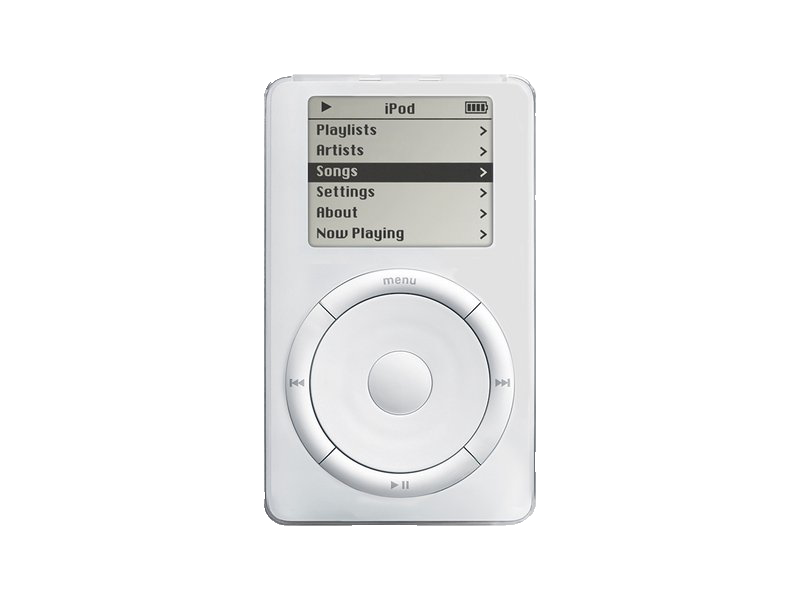 iPod
Playlists
Artists
Songs
Settings
About
Now Playing
menu